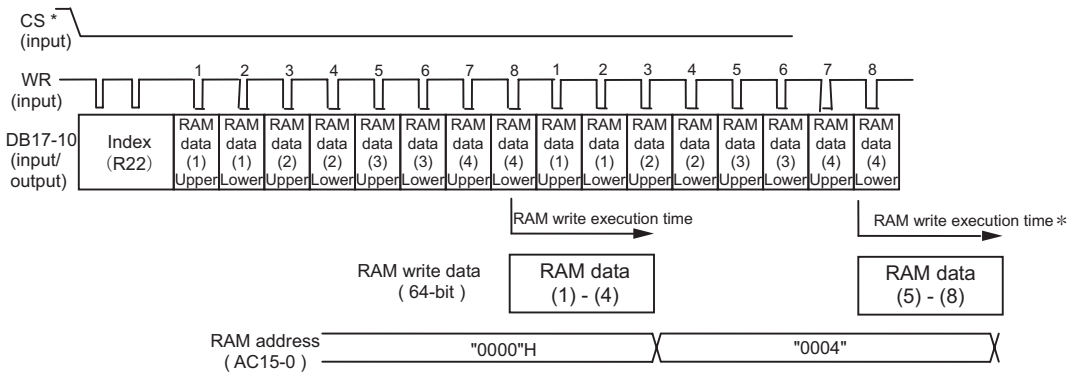 CS *
(input)
WR
(input)
1 2 3 4 5 6 7 8 1 2 3 4 5 6 7 8
DB17-10
(input/
output)
Index
(R22)
RAM data (1) Upper
RAM data (1) Lower
RAM data (2) Upper
RAM data (2) Lower
RAM data (3) Upper
RAM data (3) Lower
RAM data (4) Upper
RAM data (4) Lower
RAM data (1) Upper
RAM data (1) Lower
RAM data (2) Upper
RAM data (2) Lower
RAM data (3) Upper
RAM data (3) Lower
RAM data (4) Upper
RAM data (4) Lower
RAM write execution time
RAM write execution time*
RAM write data
( 64-bit )
RAM data
(1) - (4)
RAM data
(5) - (8)
RAM address
( AC15-0 )
"0000"H
"0004"